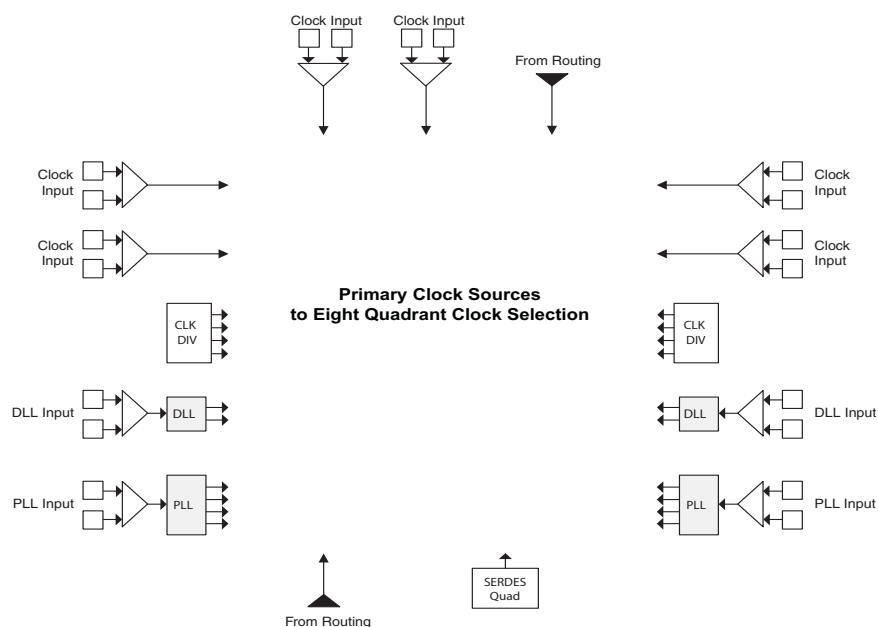 Clock Input
Clock Input
From Routing
Clock
Input
Clock
Input
Clock
Input
Clock
Input
Primary Clock Sources
to Eight Quadrant Clock Selection
CLK
DIV
CLK
DIV
DLL Input
DLL
DLL
DLL Input
PLL Input
PLL
PLL
PLL Input
SERDES
Quad
From Routing